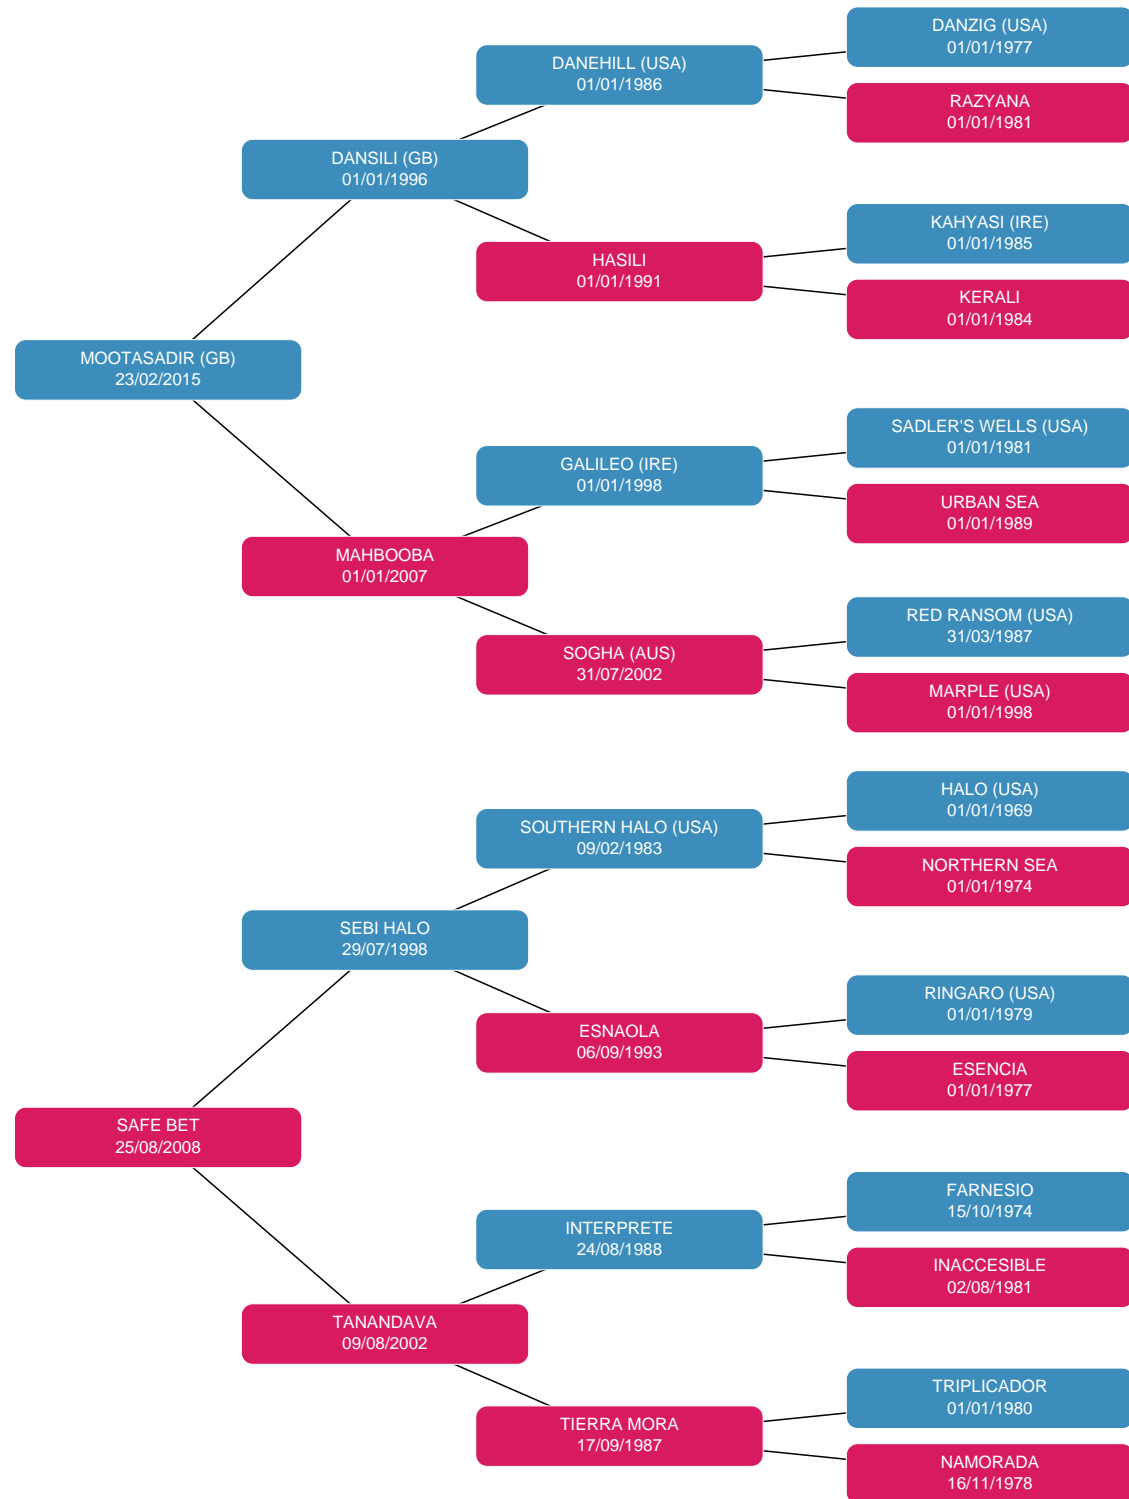 DANZIG (USA)
01/01/1977
DANEHILL (USA)
01/01/1986
RAZYANA
01/01/1981
DANSILI (GB)
01/01/1996
KAHYASI (IRE)
01/01/1985
HASILI
01/01/1991
KERALI
01/01/1984
MOOTASADIR (GB)
23/02/2015
SADLER'S WELLS (USA)
01/01/1981
GALILEO (IRE)
01/01/1998
URBAN SEA
01/01/1989
MAHBOOBA
01/01/2007
RED RANSOM (USA)
31/03/1987
SOGHA (AUS)
31/07/2002
MARPLE (USA)
01/01/1998
HALO (USA)
01/01/1969
SOUTHERN HALO (USA)
09/02/1983
NORTHERN SEA
01/01/1974
SEBI HALO
29/07/1998
RINGARO (USA)
01/01/1979
ESNAOLA
06/09/1993
ESENCIA
01/01/1977
SAFE BET
25/08/2008
FARNESIO
15/10/1974
INTERPRETE
24/08/1988
INACCESIBLE
02/08/1981
TANANDAVA
09/08/2002
TRIPLICADOR
01/01/1980
TIERRA MORA
17/09/1987
NAMORADA
16/11/1978